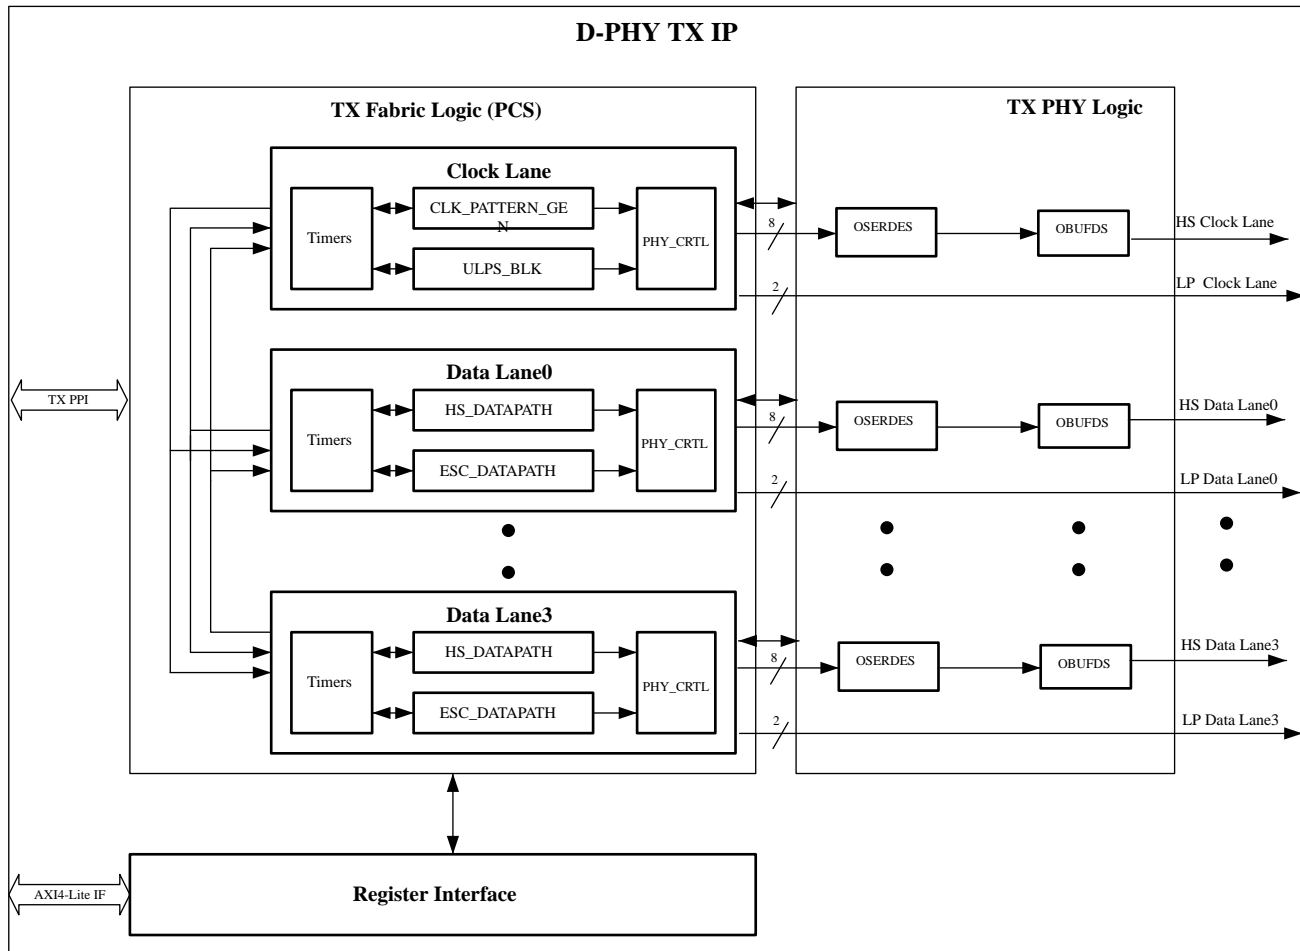 D-PHY TX IP
TX Fabric Logic (PCS)
TX PHY Logic
Clock Lane
Timers
CLK_PATTERN_GE
N
ULPS_BLK
PHY_CRTL
8
2
OSERDES
OBUFDS
HS Clock Lane
LP Clock Lane
TX PPI
Data Lane0
Timers
HS_DATAPATH
ESC_DATAPATH
PHY_CRTL
8
2
OSERDES
OBUFDS
HS Data Lane0
LP Data Lane0
Data Lane3
Timers
HS_DATAPATH
ESC_DATAPATH
PHY_CRTL
8
2
OSERDES
OBUFDS
HS Data Lane3
LP Data Lane3
AXI4-Lite IF
Register Interface